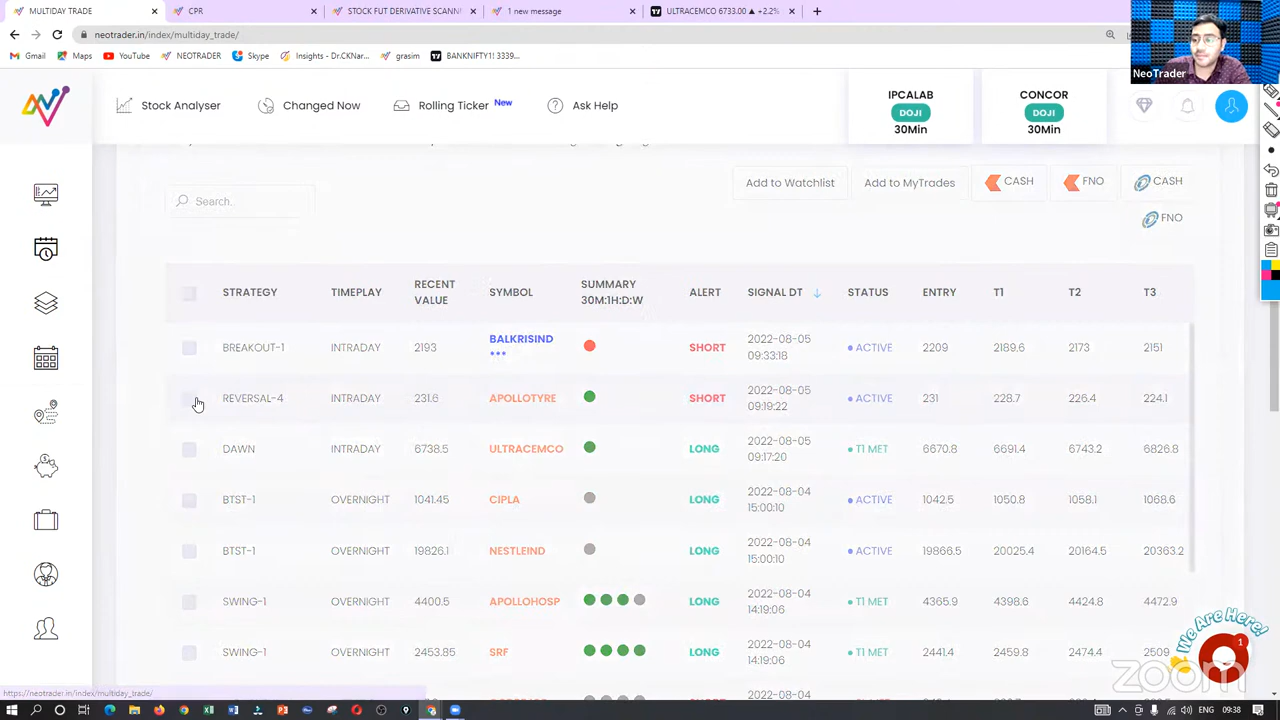 MULTIDAY TRADE
CPR
STOCK FUT DERIVATIVE SCANN
1 new message
ULTRACEMCO 6733.00 ▲ +2.2%
neotrader.in/index/multiday_trade/
Gmail
Maps
YouTube
NEOTRADER
Skype
Insights - Dr.CKNar...
grasim
BANKNIFTY1! 3339...
NeoTrader
Stock Analyser
Changed Now
Rolling Ticker New
Ask Help
IPCALAB
DOJI
30Min
CONCOR
DOJI
30Min
Search.
Add to Watchlist
Add to MyTrades
CASH
FNO
CASH
FNO
STRATEGY TIMEPLAY RECENT VALUE SYMBOL SUMMARY 30M:1H:D:W ALERT SIGNAL DT STATUS ENTRY T1 T2 T3
BREAKOUT-1 INTRADAY 2193 BALKRISIND *** SHORT 2022-08-05 09:33:18 ACTIVE 2209 2189.6 2173 2151
REVERSAL-4 INTRADAY 231.6 APOLLOTYRE SHORT 2022-08-05 09:19:22 ACTIVE 231 228.7 226.4 224.1
DAWN INTRADAY 6738.5 ULTRACEMCO LONG 2022-08-05 09:17:20 T1 MET 6670.8 6691.4 6743.2 6826.8
BTST-1 OVERNIGHT 1041.45 CIPLA LONG 2022-08-04 15:00:10 ACTIVE 1042.5 1050.8 1058.1 1068.6
BTST-1 OVERNIGHT 19826.1 NESTLEIND LONG 2022-08-04 15:00:10 ACTIVE 19866.5 20025.4 20164.5 20363.2
SWING-1 OVERNIGHT 4400.5 APOLLOHOSP LONG 2022-08-04 14:19:06 T1 MET 4365.9 4398.6 4424.8 4472.9
SWING-1 OVERNIGHT 2453.85 SRF LONG 2022-08-04 14:19:06 T1 MET 2441.4 2459.8 2474.4 2509
2022-08-04
We Are Here!
1
zoom
https://neotrader.in/index/multiday_trade/
ENG 09:38